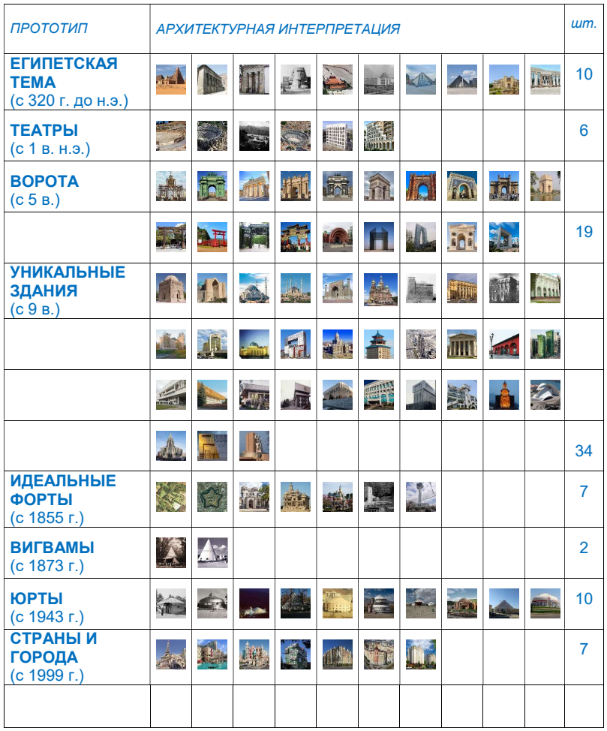 ПРОТОТИП АРХИТЕКТУРНАЯ ИНТЕРПРЕТАЦИЯ шт.
ЕГИПЕТСКАЯ
ТЕМА
(с 320 г. до н.э.)
10
ТЕАТРЫ
(с 1 в. н.э.)
6
ВОРОТА
(с 5 в.)
19
УНИКАЛЬНЫЕ
ЗДАНИЯ
(с 9 в.)
34
ИДЕАЛЬНЫЕ
ФОРТЫ
(с 1855 г.)
7
ВИГВАМЫ
(с 1873 г.)
2
ЮРТЫ
(с 1943 г.)
10
СТРАНЫ И
ГОРОДА
(с 1999 г.)
7